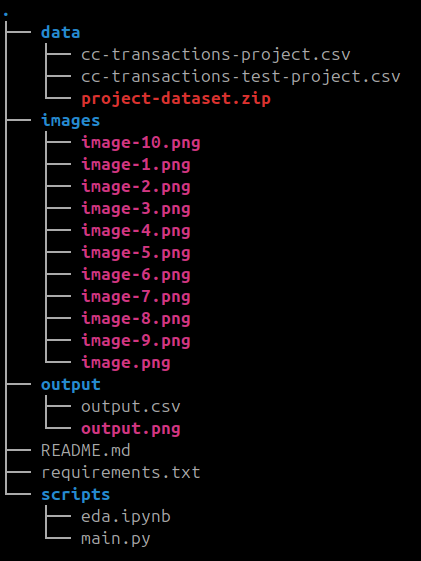 .
├── data
│   ├── cc-transactions-project.csv
│   ├── cc-transactions-test-project.csv
│   └── project-dataset.zip
├── images
│   ├── image-10.png
│   ├── image-1.png
│   ├── image-2.png
│   ├── image-3.png
│   ├── image-4.png
│   ├── image-5.png
│   ├── image-6.png
│   ├── image-7.png
│   ├── image-8.png
│   ├── image-9.png
│   └── image.png
├── output
│   ├── output.csv
│   └── output.png
├── README.md
├── requirements.txt
└── scripts
    ├── eda.ipynb
    └── main.py